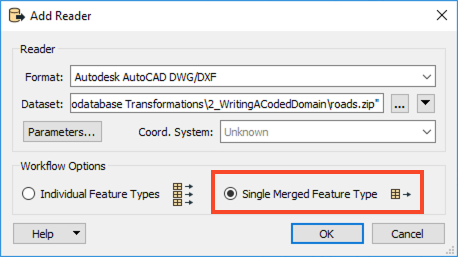 Add Reader
Reader
Format: Autodesk AutoCAD DWG/DXF
Dataset: odatabase Transformations\2_WritingACodedDomain\roads.zip" ...
Parameters... Coord. System: Unknown
Workflow Options
Individual Feature Types Single Merged Feature Type
Help OK Cancel